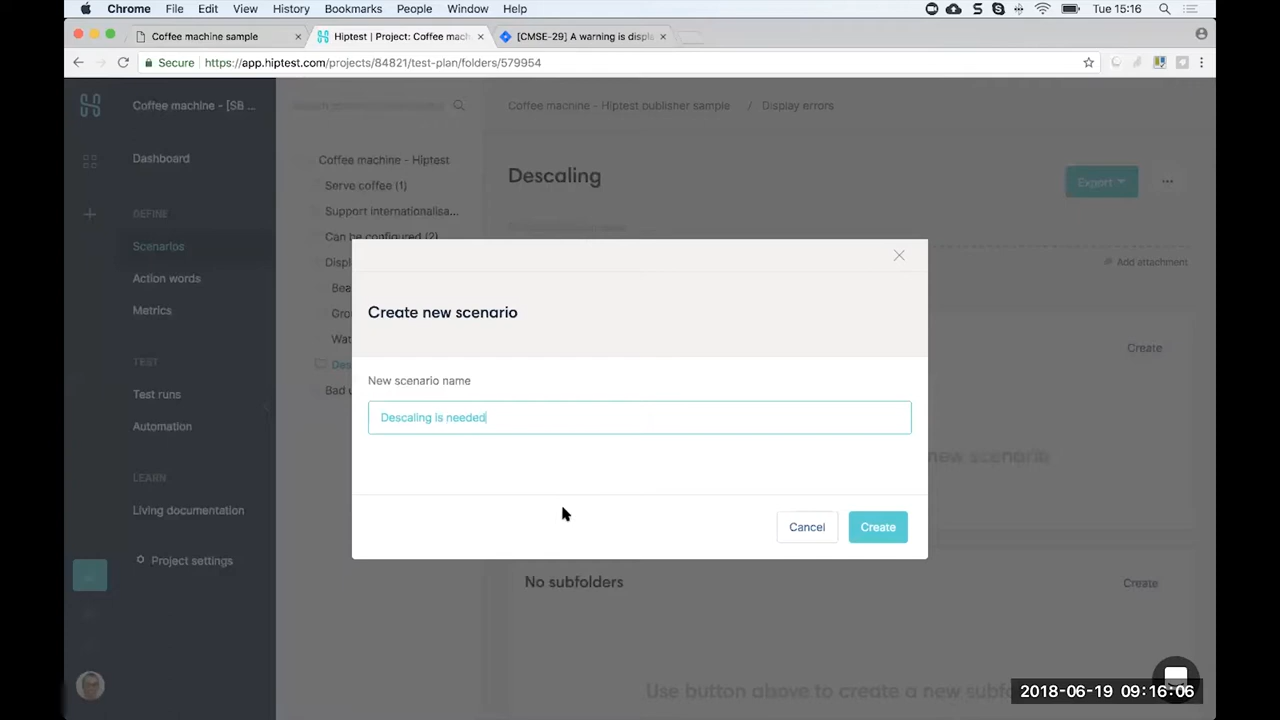 Chrome File Edit View History Bookmarks People Window Help Tue 15:16
Coffee machine sample
Hiptest | Project: Coffee mach
[CMSE-29] A warning is displa
Secure https://app.hiptest.com/projects/84821/test-plan/folders/579954
Coffee machine - [SB ...
Dashboard
DEFINE
Scenarios
Action words
Metrics
TEST
Test runs
Automation
LEARN
Living documentation
Project settings
Coffee machine - Hiptest
Serve coffee (1)
Support internationalisa...
Can be configured (2)
Displ
Bea
Gro
Wat
Des
Bad u
Coffee machine - Hiptest publisher sample / Display errors
Descaling
Export
Add attachment
Create
new scenario
Create new scenario
New scenario name
Descaling is needed
Cancel Create
No subfolders
Create
Use button above to create a new subf
2018-06-19 09:16:06